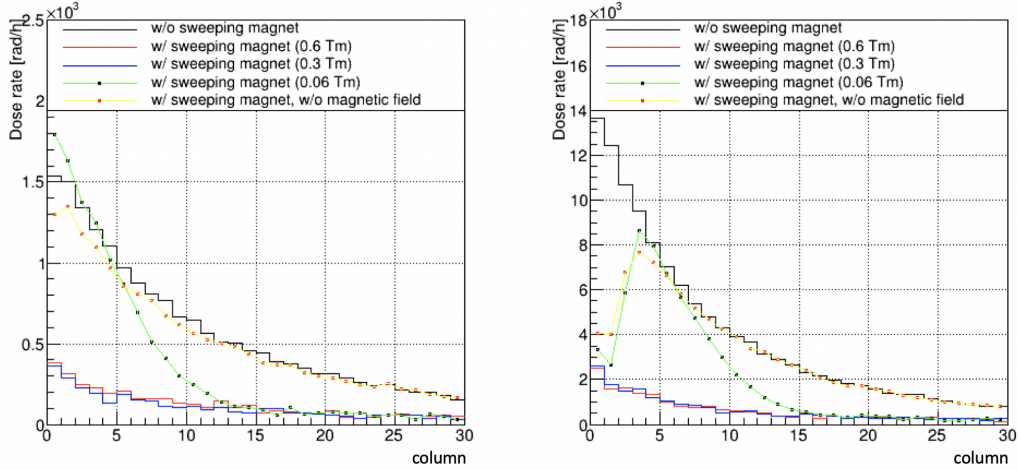 ×10³
Dose rate [rad/h]
2.5
2
1.5
1
0.5
0
w/o sweeping magnet
w/ sweeping magnet (0.6 Tm)
w/ sweeping magnet (0.3 Tm)
w/ sweeping magnet (0.06 Tm)
w/ sweeping magnet, w/o magnetic field
0 5 10 15 20 25 30
column
×10³
Dose rate [rad/h]
18
16
14
12
10
8
6
4
2
0
w/o sweeping magnet
w/ sweeping magnet (0.6 Tm)
w/ sweeping magnet (0.3 Tm)
w/ sweeping magnet (0.06 Tm)
w/ sweeping magnet, w/o magnetic field
0 5 10 15 20 25 30
column